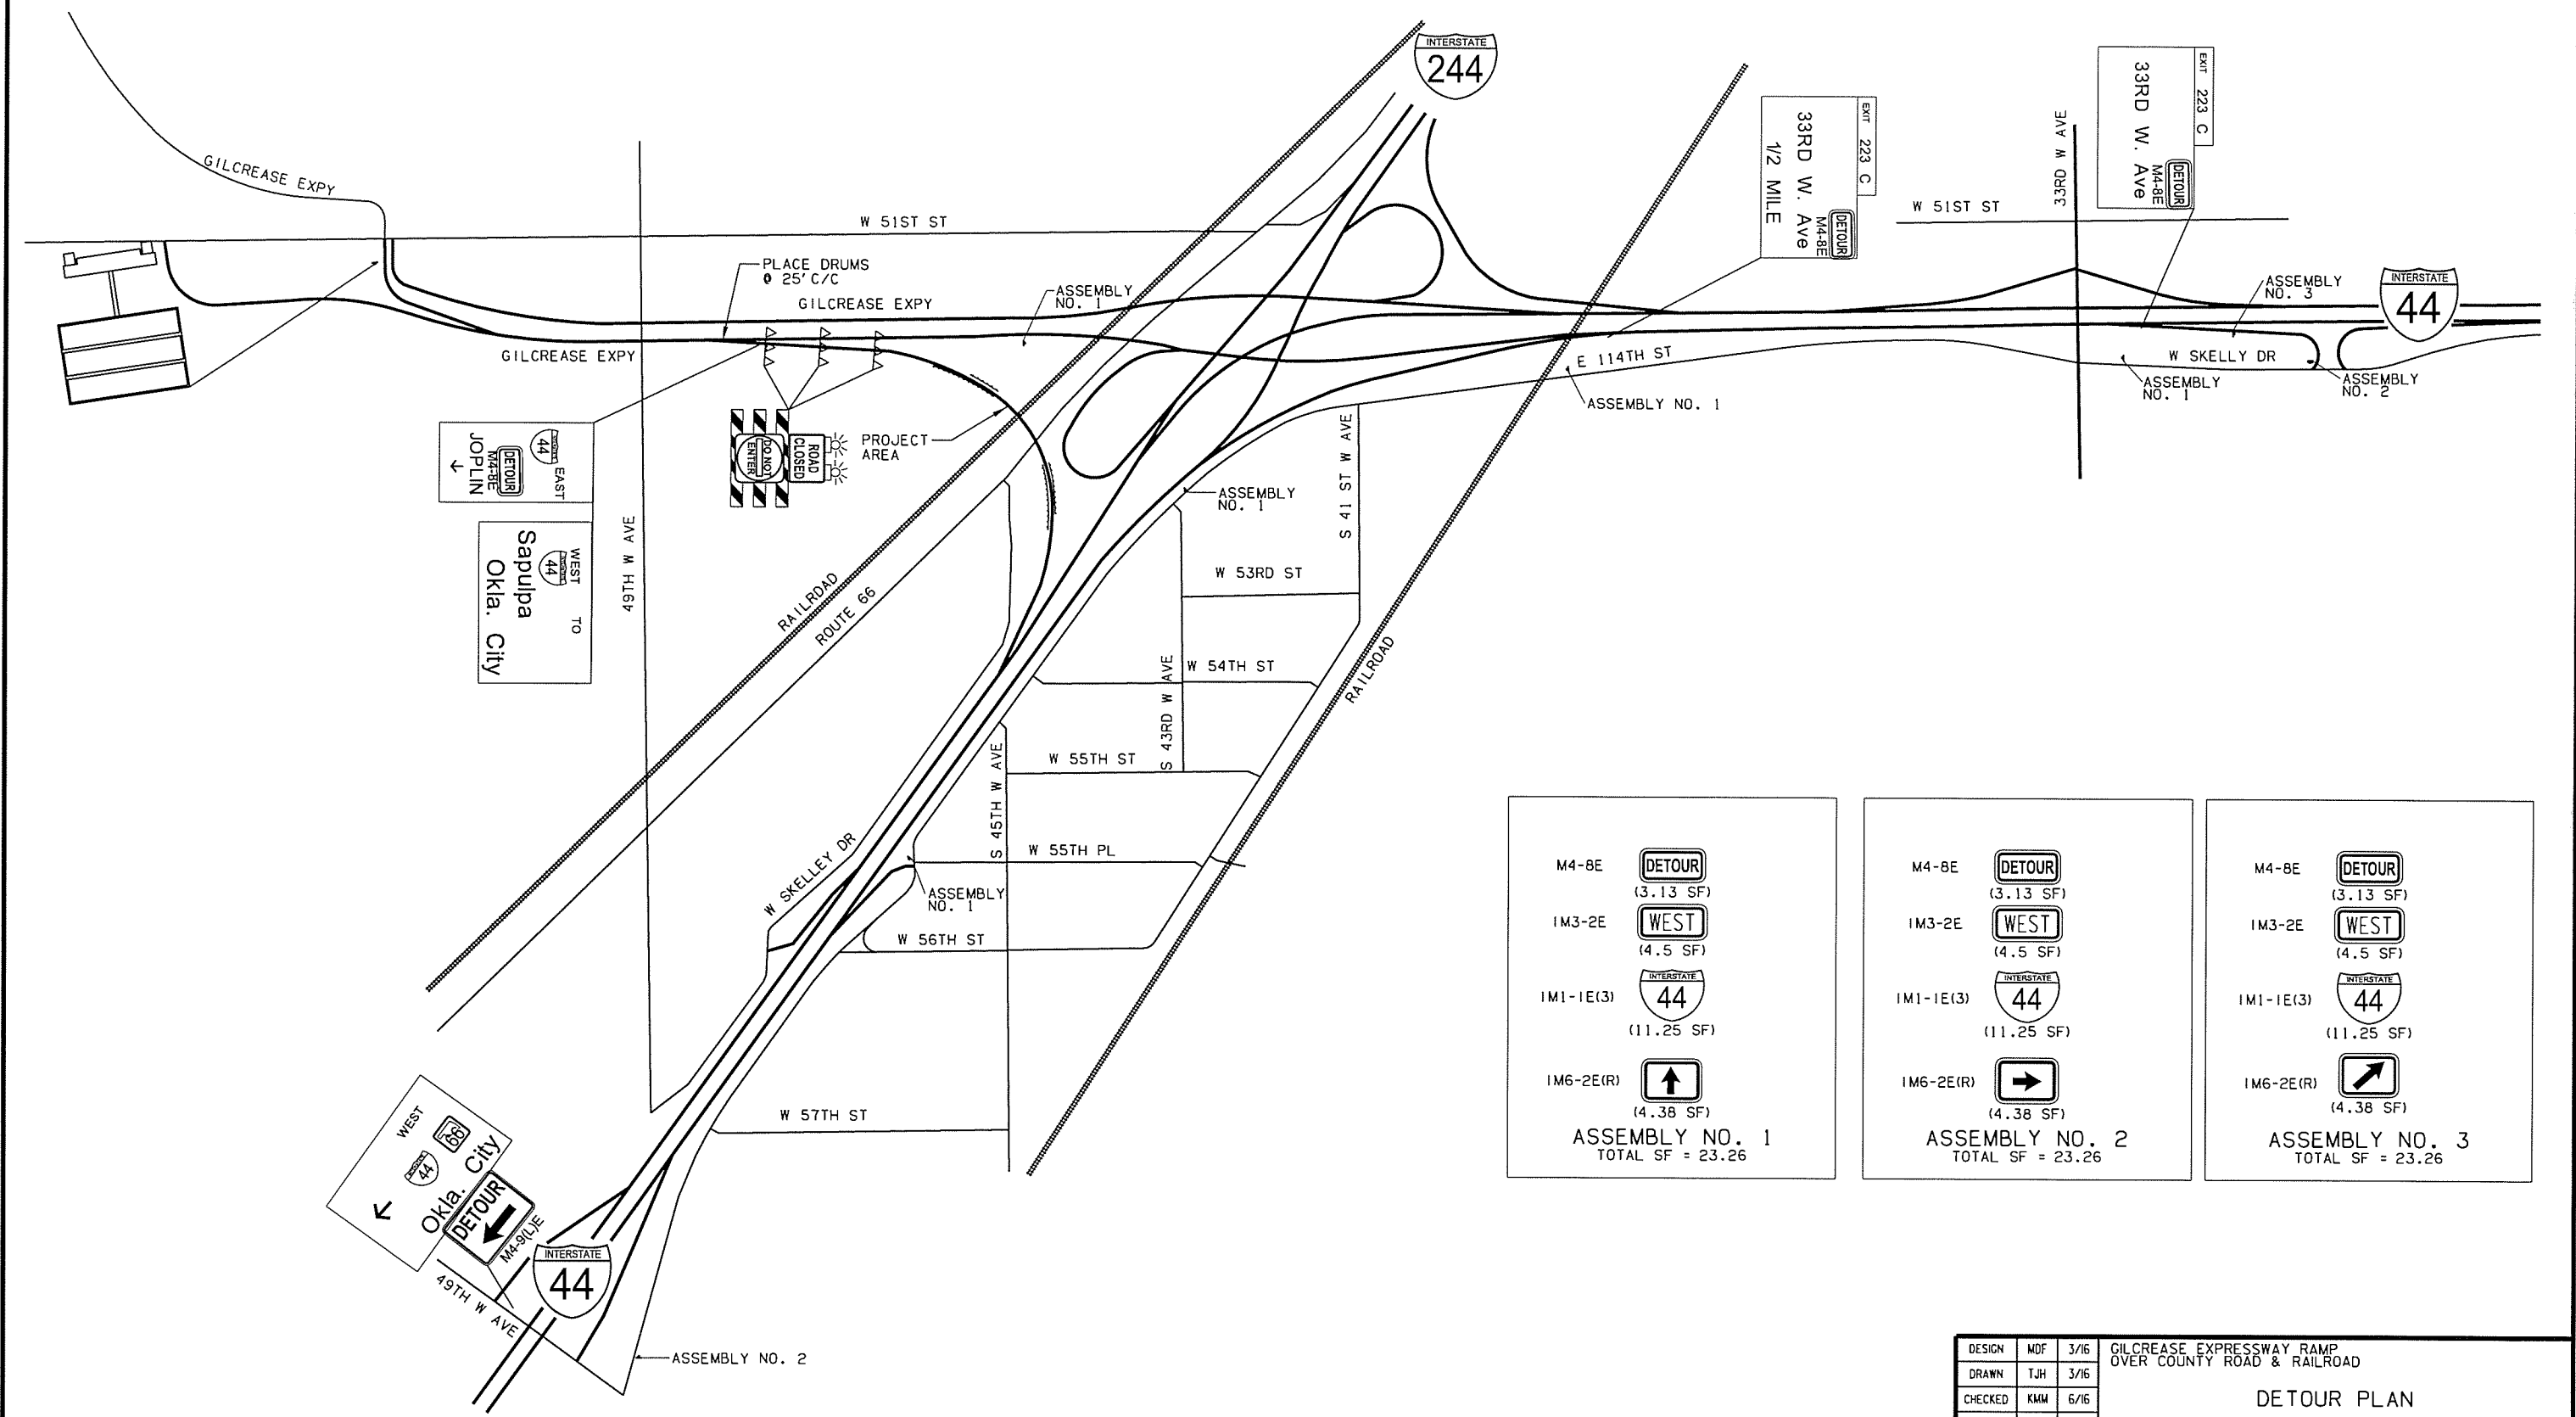 INTERSTATE
244
EXIT 223 C
33RD W. Ave
DETOUR
M4-8E
EXIT 223 C
33RD W. Ave
1/2 MILE
DETOUR
M4-8E
33RD W AVE
GILCREASE EXPY
W 51ST ST
W 51ST ST
PLACE DRUMS
@ 25' C/C
GILCREASE EXPY
ASSEMBLY
NO. 1
ASSEMBLY
NO. 3
INTERSTATE
44
GILCREASE EXPY
E 114TH ST
W SKELLY DR
ASSEMBLY
NO. 1
ASSEMBLY
NO. 2
ASSEMBLY NO. 1
PROJECT
AREA
ROAD
CLOSED
DO NOT
ENTER
EAST
44
DETOUR
M4-8E
JOPLIN
S 41 ST W AVE
ASSEMBLY
NO. 1
WEST
44
TO
Sapulpa
Okla. City
49TH W AVE
W 53RD ST
RAILROAD
ROUTE 66
W 54TH ST
S 43RD W AVE
RAILROAD
W 55TH ST
S 45TH W AVE
W 55TH PL
W SKELLEY DR
ASSEMBLY
NO. 1
W 56TH ST
W 57TH ST
WEST
66
44
Okla. City
DETOUR
M4-9(L)E
INTERSTATE
44
49TH W AVE
ASSEMBLY NO. 2
M4-8E
DETOUR
(3.13 SF)
IM3-2E
WEST
(4.5 SF)
IM1-1E(3)
INTERSTATE
44
(11.25 SF)
IM6-2E(R)
(4.38 SF)
ASSEMBLY NO. 1
TOTAL SF = 23.26
M4-8E
DETOUR
(3.13 SF)
IM3-2E
WEST
(4.5 SF)
IM1-1E(3)
INTERSTATE
44
(11.25 SF)
IM6-2E(R)
(4.38 SF)
ASSEMBLY NO. 2
TOTAL SF = 23.26
M4-8E
DETOUR
(3.13 SF)
IM3-2E
WEST
(4.5 SF)
IM1-1E(3)
INTERSTATE
44
(11.25 SF)
IM6-2E(R)
(4.38 SF)
ASSEMBLY NO. 3
TOTAL SF = 23.26
DESIGN MDF 3/16
DRAWN TJH 3/16
CHECKED KMM 6/16
GILCREASE EXPRESSWAY RAMP
OVER COUNTY ROAD & RAILROAD
DETOUR PLAN